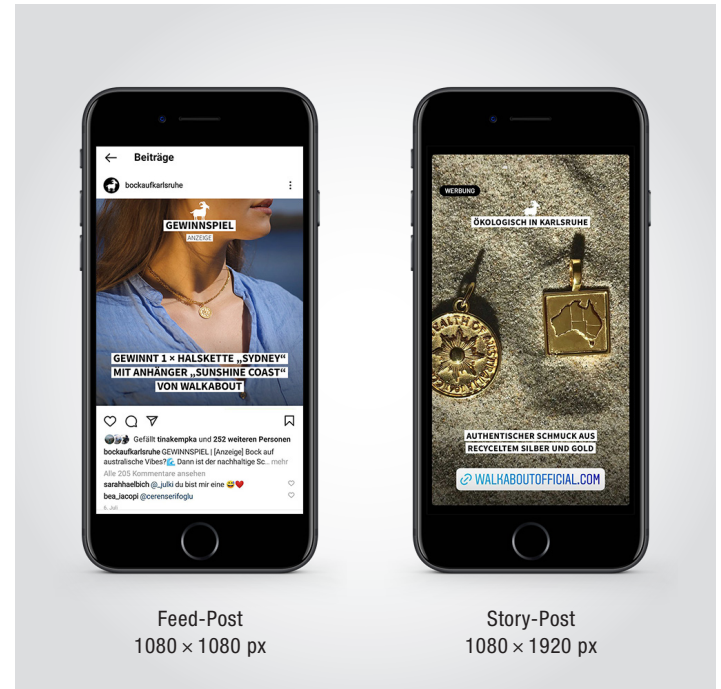 Beiträge
bockaufkarlsruhe
GEWINNSPIEL
ANZEIGE
GEWINNT 1 × HALSKETTE „SYDNEY“
MIT ANHÄNGER „SUNSHINE COAST“
VON WALKABOUT
Gefällt tinakempka und 252 weiteren Personen
bockaufkarlsruhe GEWINNSPIEL | [Anzeige] Bock auf
australische Vibes?🌊 Dann ist der nachhaltige Sc... mehr
Alle 205 Kommentare ansehen
sarahhaelbich @_julki du bist mir eine 😅❤️
bea_iacopi @cerenserifoglu
6. Juli
Feed-Post
1080 × 1080 px
WERBUNG
ÖKOLOGISCH IN KARLSRUHE
EALTH OF
AUTHENTISCHER SCHMUCK AUS
RECYCELTEM SILBER UND GOLD
WALKABOUTOFFICIAL.COM
Story-Post
1080 × 1920 px